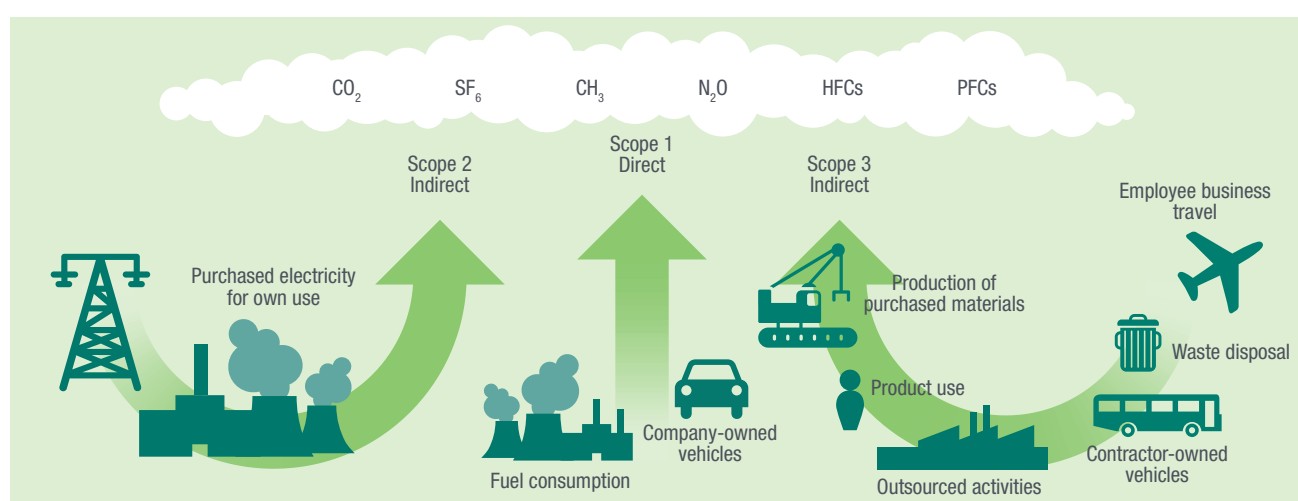 CO₂ SF₆ CH₃ N₂O HFCs PFCs
Scope 2
Indirect
Scope 1
Direct
Scope 3
Indirect
Employee business
travel
Purchased electricity
for own use
Production of
purchased materials
Waste disposal
Product use
Company-owned
vehicles
Fuel consumption
Outsourced activities
Contractor-owned
vehicles